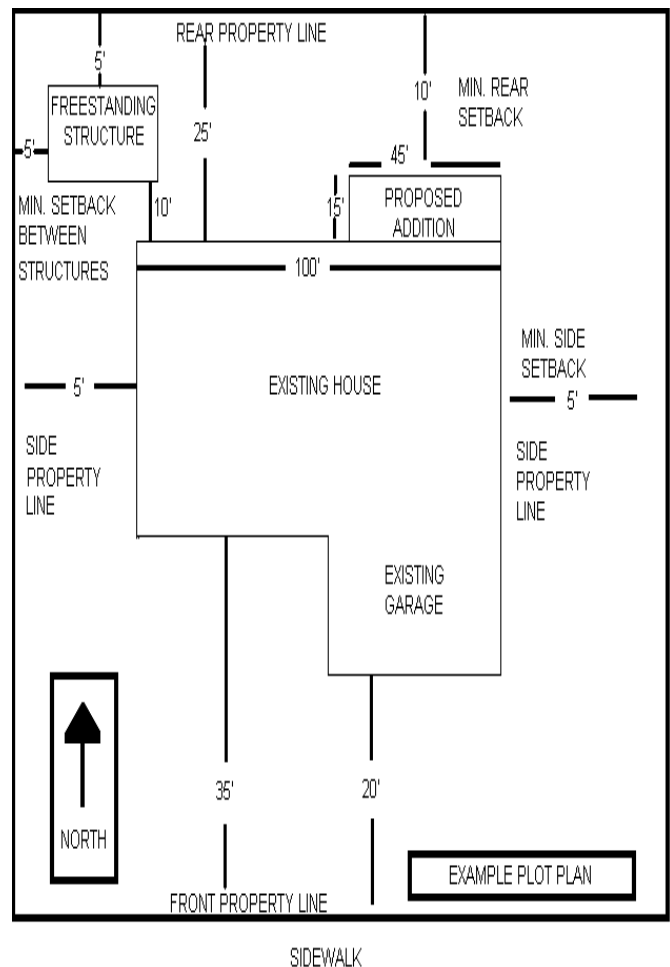 REAR PROPERTY LINE
5'
FREESTANDING
STRUCTURE
5'
25'
10'
MIN. REAR
SETBACK
45'
MIN. SETBACK
BETWEEN
STRUCTURES
10'
15'
PROPOSED
ADDITION
100'
EXISTING HOUSE
5'
SIDE
PROPERTY
LINE
MIN. SIDE
SETBACK
5'
SIDE
PROPERTY
LINE
EXISTING
GARAGE
35'
20'
NORTH
EXAMPLE PLOT PLAN
FRONT PROPERTY LINE
SIDEWALK